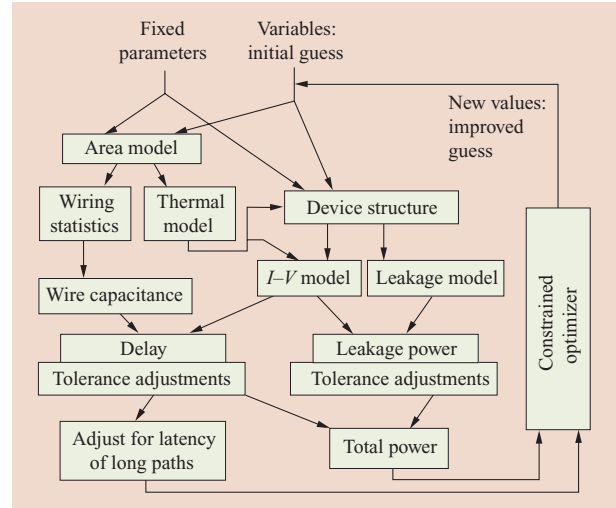 Fixed
parameters
Variables:
initial guess
New values:
improved
guess
Area model
Wiring
statistics
Thermal
model
Device structure
Wire capacitance
I–V model
Leakage model
Constrained
optimizer
Delay
Tolerance adjustments
Leakage power
Tolerance adjustments
Adjust for latency
of long paths
Total power